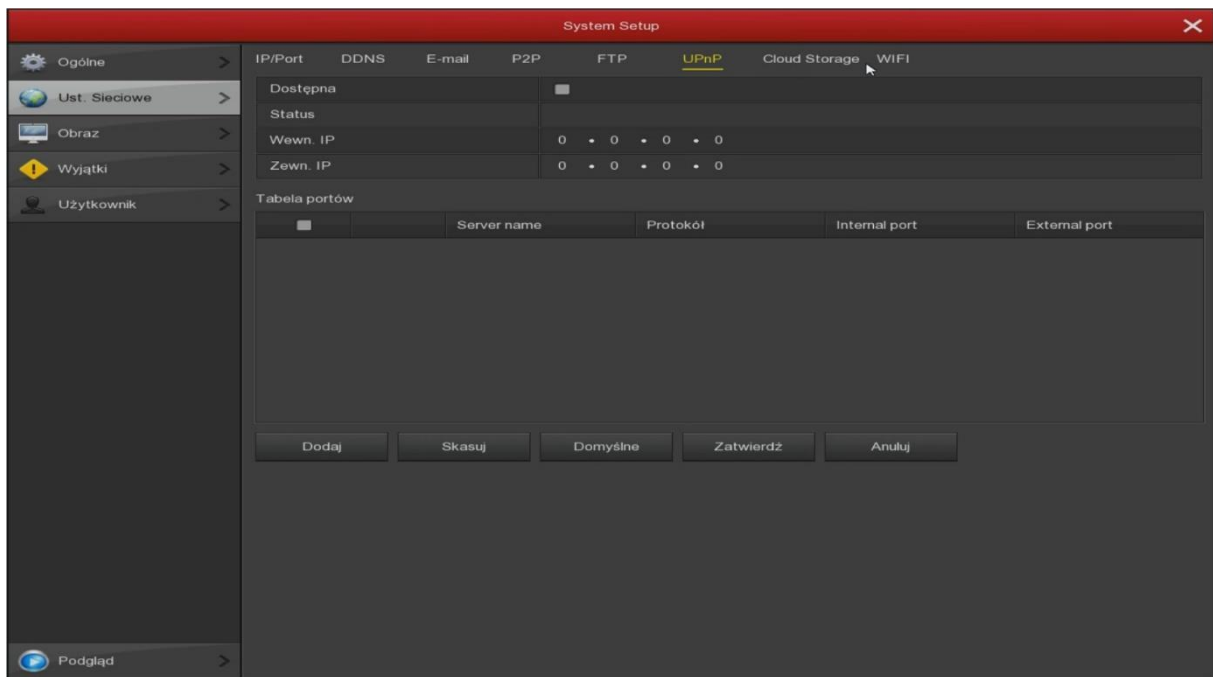 System Setup
Ogólne
Ust. Sieciowe
Obraz
Wyjątki
Użytkownik
Podgląd
IP/Port DDNS E-mail P2P FTP UPnP Cloud Storage WIFI
Dostępna
Status
Wewn. IP 0 • 0 • 0 • 0
Zewn. IP 0 • 0 • 0 • 0
Tabela portów
Server name Protokół Internal port External port
Dodaj Skasuj Domyślne Zatwierdź Anuluj